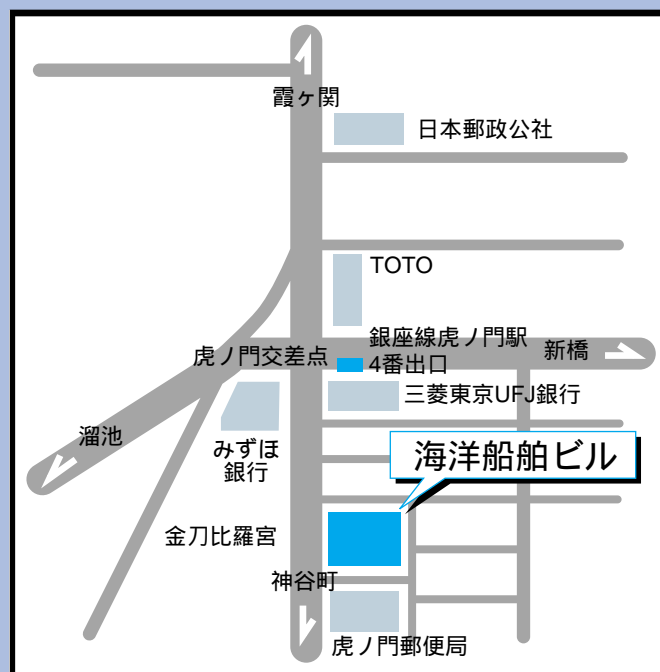 霞ヶ関
日本郵政公社
TOTO
銀座線虎ノ門駅
4番出口
新橋
虎ノ門交差点
三菱東京UFJ銀行
溜池
みずほ
銀行
海洋船舶ビル
金刀比羅宮
神谷町
虎ノ門郵便局